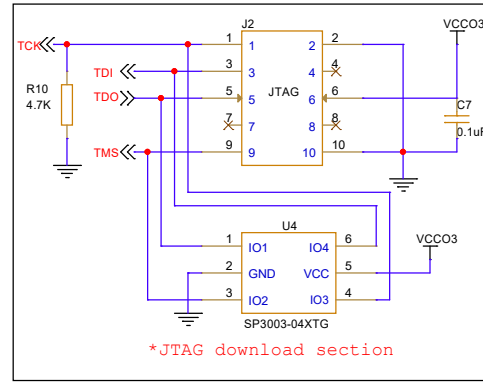 J2
VCCO3
TCK
1 1 2 2
TDI
3 3 4 4
R10
4.7K
JTAG
TDO
5 5 6 6
C7
0.1uF
7 7 8 8
TMS
9 9 10 10
U4
VCCO3
1 IO1 IO4 6
2 GND VCC 5
3 IO2 IO3 4
SP3003-04XTG
*JTAG download section